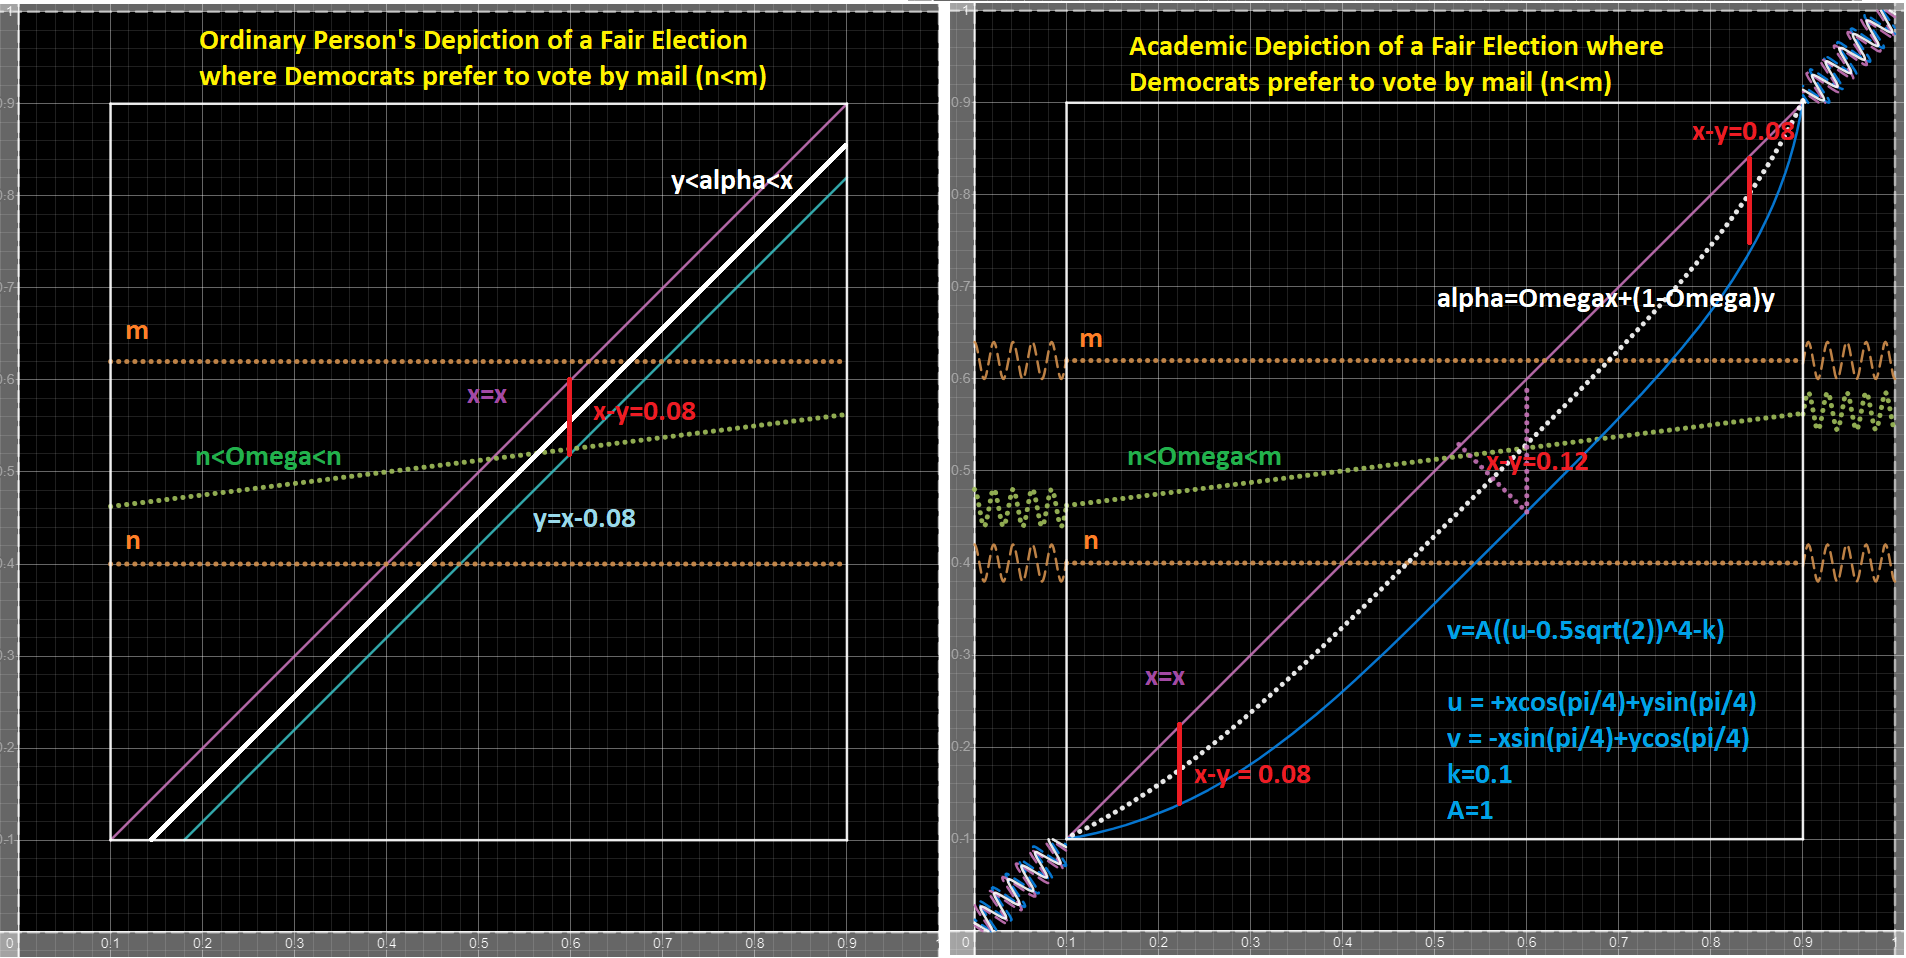 Ordinary Person's Depiction of a Fair Election
where Democrats prefer to vote by mail (n<m)
y<alpha<x
m
x=x
x-y=0.08
n<Omega<n
y=x-0.08
n
1
0.9
0.8
0.7
0.6
0.5
0.4
0.3
0.2
0.1
0
0.1
0.2
0.3
0.4
0.5
0.6
0.7
0.8
0.9
Academic Depiction of a Fair Election where
Democrats prefer to vote by mail (n<m)
x-y=0.08
alpha=Omegax+(1-Omega)y
m
n<Omega<m
x-y=0.12
n
v=A((u-0.5sqrt(2))^4-k)
x=x
u = +xcos(pi/4)+ysin(pi/4)
v = -xsin(pi/4)+ycos(pi/4)
x-y = 0.08
k=0.1
A=1
1
0.9
0.8
0.7
0.6
0.5
0.4
0.3
0.2
0.1
0
0.1
0.2
0.3
0.4
0.5
0.6
0.7
0.8
0.9
1